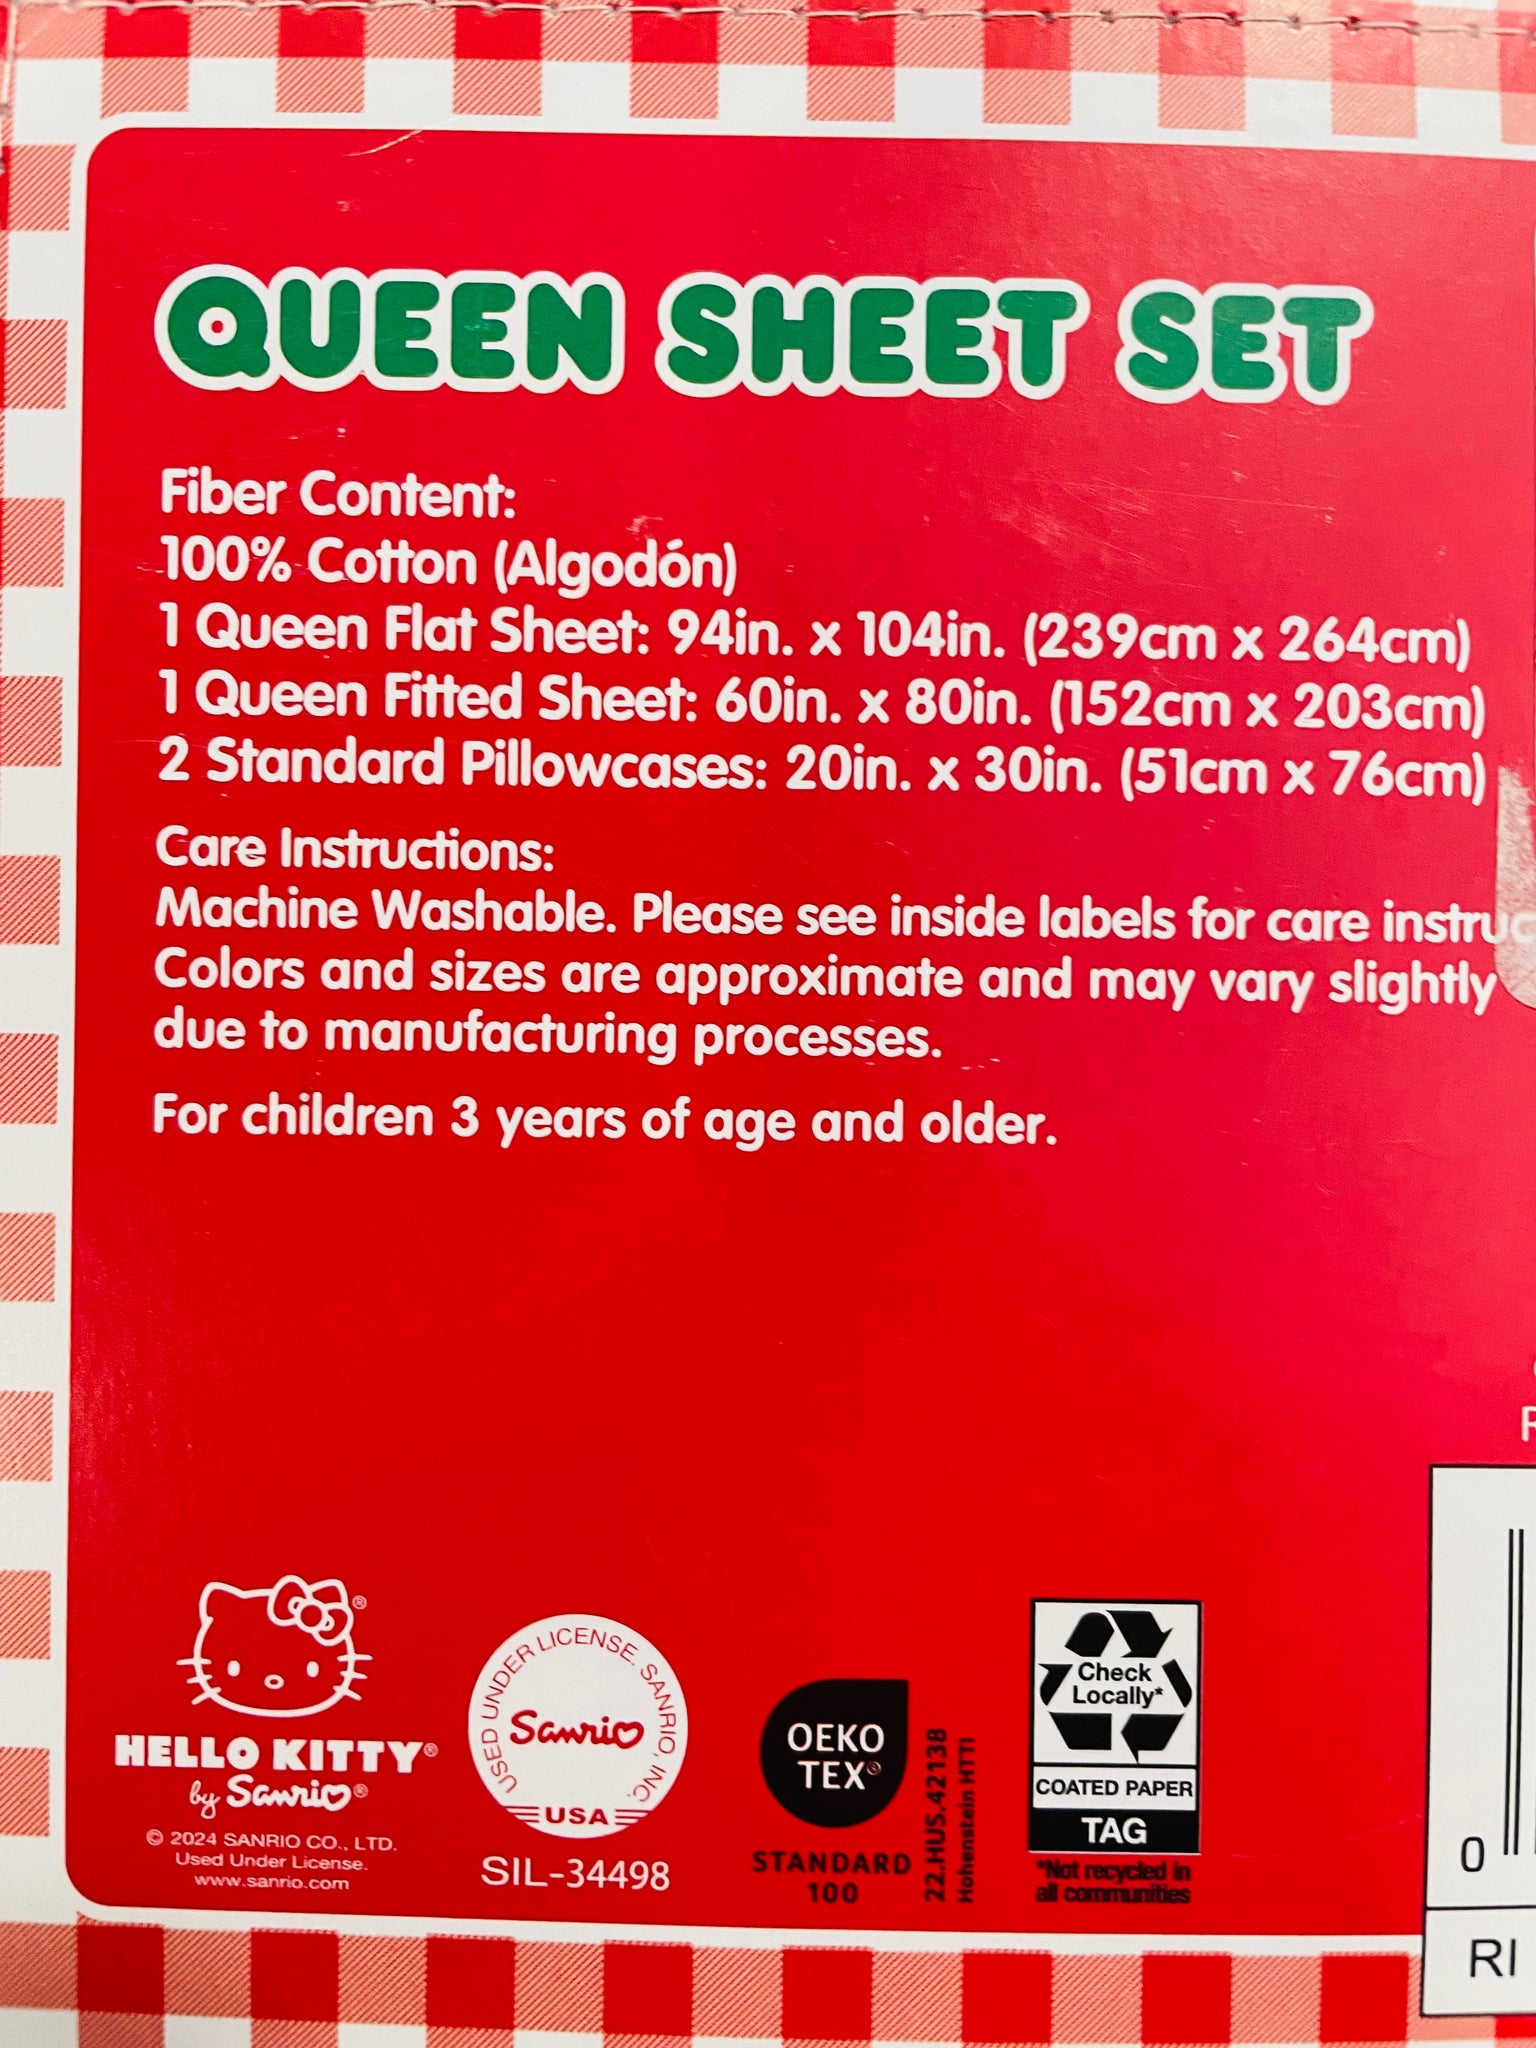 QUEEN SHEET SET
Fiber Content:
100% Cotton (Algodón)
1 Queen Flat Sheet: 94in. x 104in. (239cm x 264cm)
1 Queen Fitted Sheet: 60in. x 80in. (152cm x 203cm)
2 Standard Pillowcases: 20in. x 30in. (51cm x 76cm)
Care Instructions:
Machine Washable. Please see inside labels for care instruc
Colors and sizes are approximate and may vary slightly
due to manufacturing processes.
For children 3 years of age and older.
HELLO KITTY®
by Sanrio®
© 2024 SANRIO CO., LTD.
Used Under License.
www.sanrio.com
USED UNDER LICENSE. SANRIO, INC.
Sanrio
USA
SIL-34498
OEKO
TEX®
STANDARD
100
22.HUS.42138
Hohenstein HTTI
Check
Locally*
COATED PAPER
TAG
*Not recycled in
all communities
0
RI